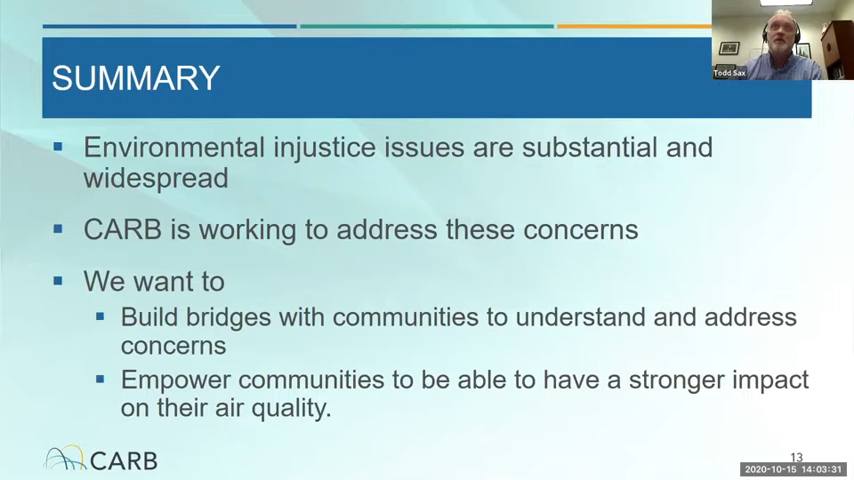 SUMMARY
Todd Sax
Environmental injustice issues are substantial and
widespread
CARB is working to address these concerns
We want to
Build bridges with communities to understand and address
concerns
Empower communities to be able to have a stronger impact
on their air quality.
CARB
13
2020-10-15 14:03:31